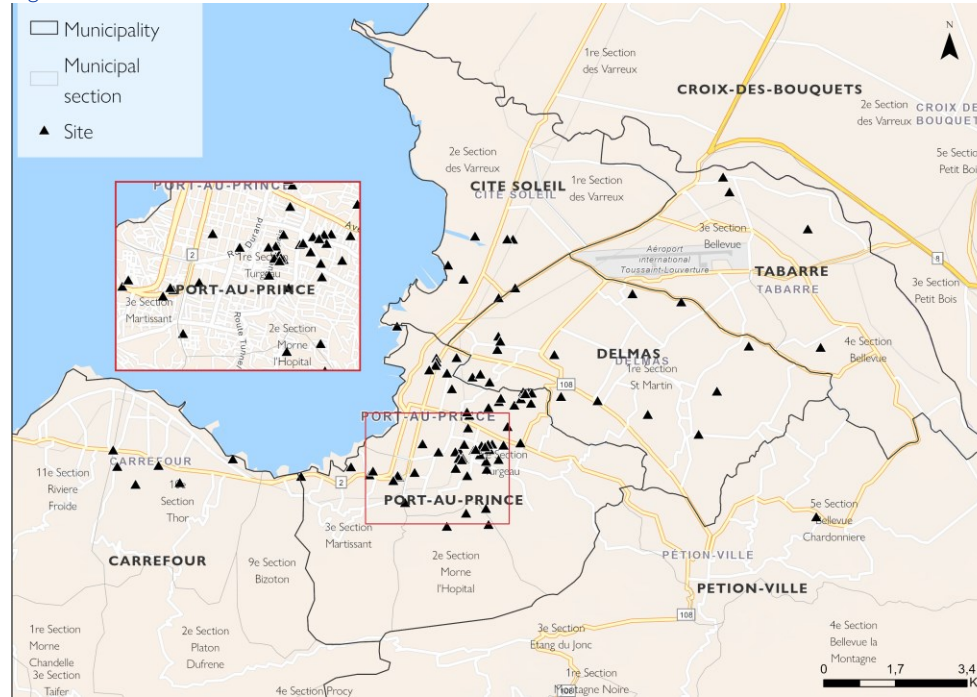 Municipality
Municipal
section
Site
N
1re Section
des Varreux
CROIX-DES-BOUQUETS
2e Section
des Varreux
CROIX DE
BOUQUET
5e Section
Petit Bois
2e Section
des Varreux
CITE SOLEIL
CITE SOLEIL
1re Section
des Varreux
3e Section
Bellevue
Aéroport
international
Toussaint-Louverture
TABARRE
TABARRE
8
3e Section
Petit Bois
4e Section
Bellevue
PORT-AU-PRINCE
Durand
Ave
2
1re Section
Turgeau
PORT-AU-PRINCE
3e Section
Martissant
2e Section
Morne
l'Hopital
DELMAS
DELMAS
1re Section
St Martin
108
PORT-AU-PRINCE
CARREFOUR
11e Section
Riviere
Froide
Section
Thor
2
Section
Turgeau
PORT-AU-PRINCE
3e Section
Martissant
5e Section
Bellevue
Chardonniere
CARREFOUR
9e Section
Bizoton
2e Section
Morne
l'Hopital
PÉTION-VILLE
PETION-VILLE
108
1re Section
Morne
Chandelle
2e Section
Platon
Dufrene
3e Section
Etang du Jonc
4e Section
Bellevue la
Montagne
3e Section
Taifer
4e Section Procy
1re Section
Morne Noire
108
0 1,7 3,4